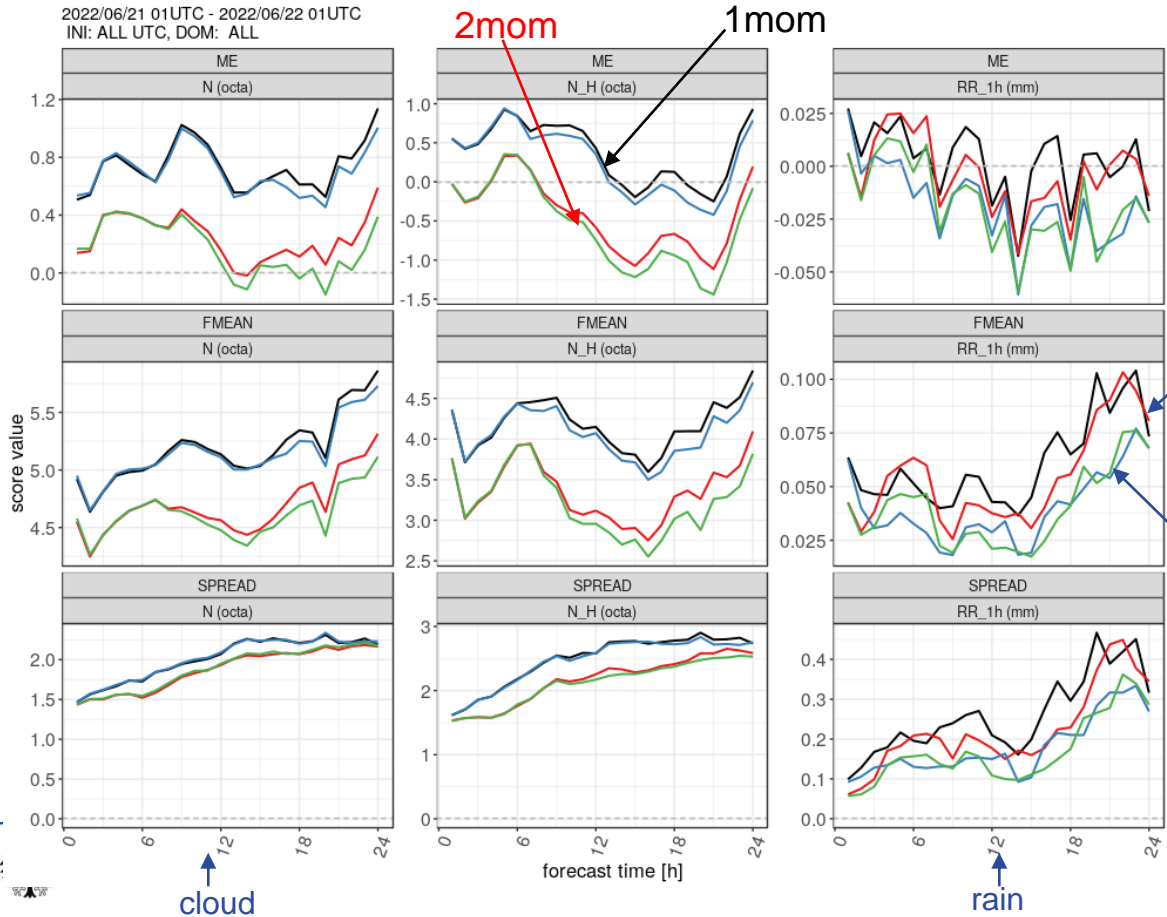 2022/06/21 01UTC - 2022/06/22 01UTC
INI: ALL UTC, DOM: ALL
2mom
1mom
ME
N (octa)
ME
N_H (octa)
ME
RR_1h (mm)
1.2
0.8
0.4
0.0
1.0
0.5
0.0
-0.5
-1.0
-1.5
0.025
0.000
-0.025
-0.050
FMEAN
N (octa)
FMEAN
N_H (octa)
FMEAN
RR_1h (mm)
score value
5.5
5.0
4.5
4.5
4.0
3.5
3.0
2.5
0.100
0.075
0.050
0.025
SPREAD
N (octa)
SPREAD
N_H (octa)
SPREAD
RR_1h (mm)
2.0
1.5
1.0
0.5
0.0
3
2
1
0
0.4
0.3
0.2
0.1
0.0
0 6 12 18 24
0 6 12 18 24
0 6 12 18 24
forecast time [h]
cloud
rain